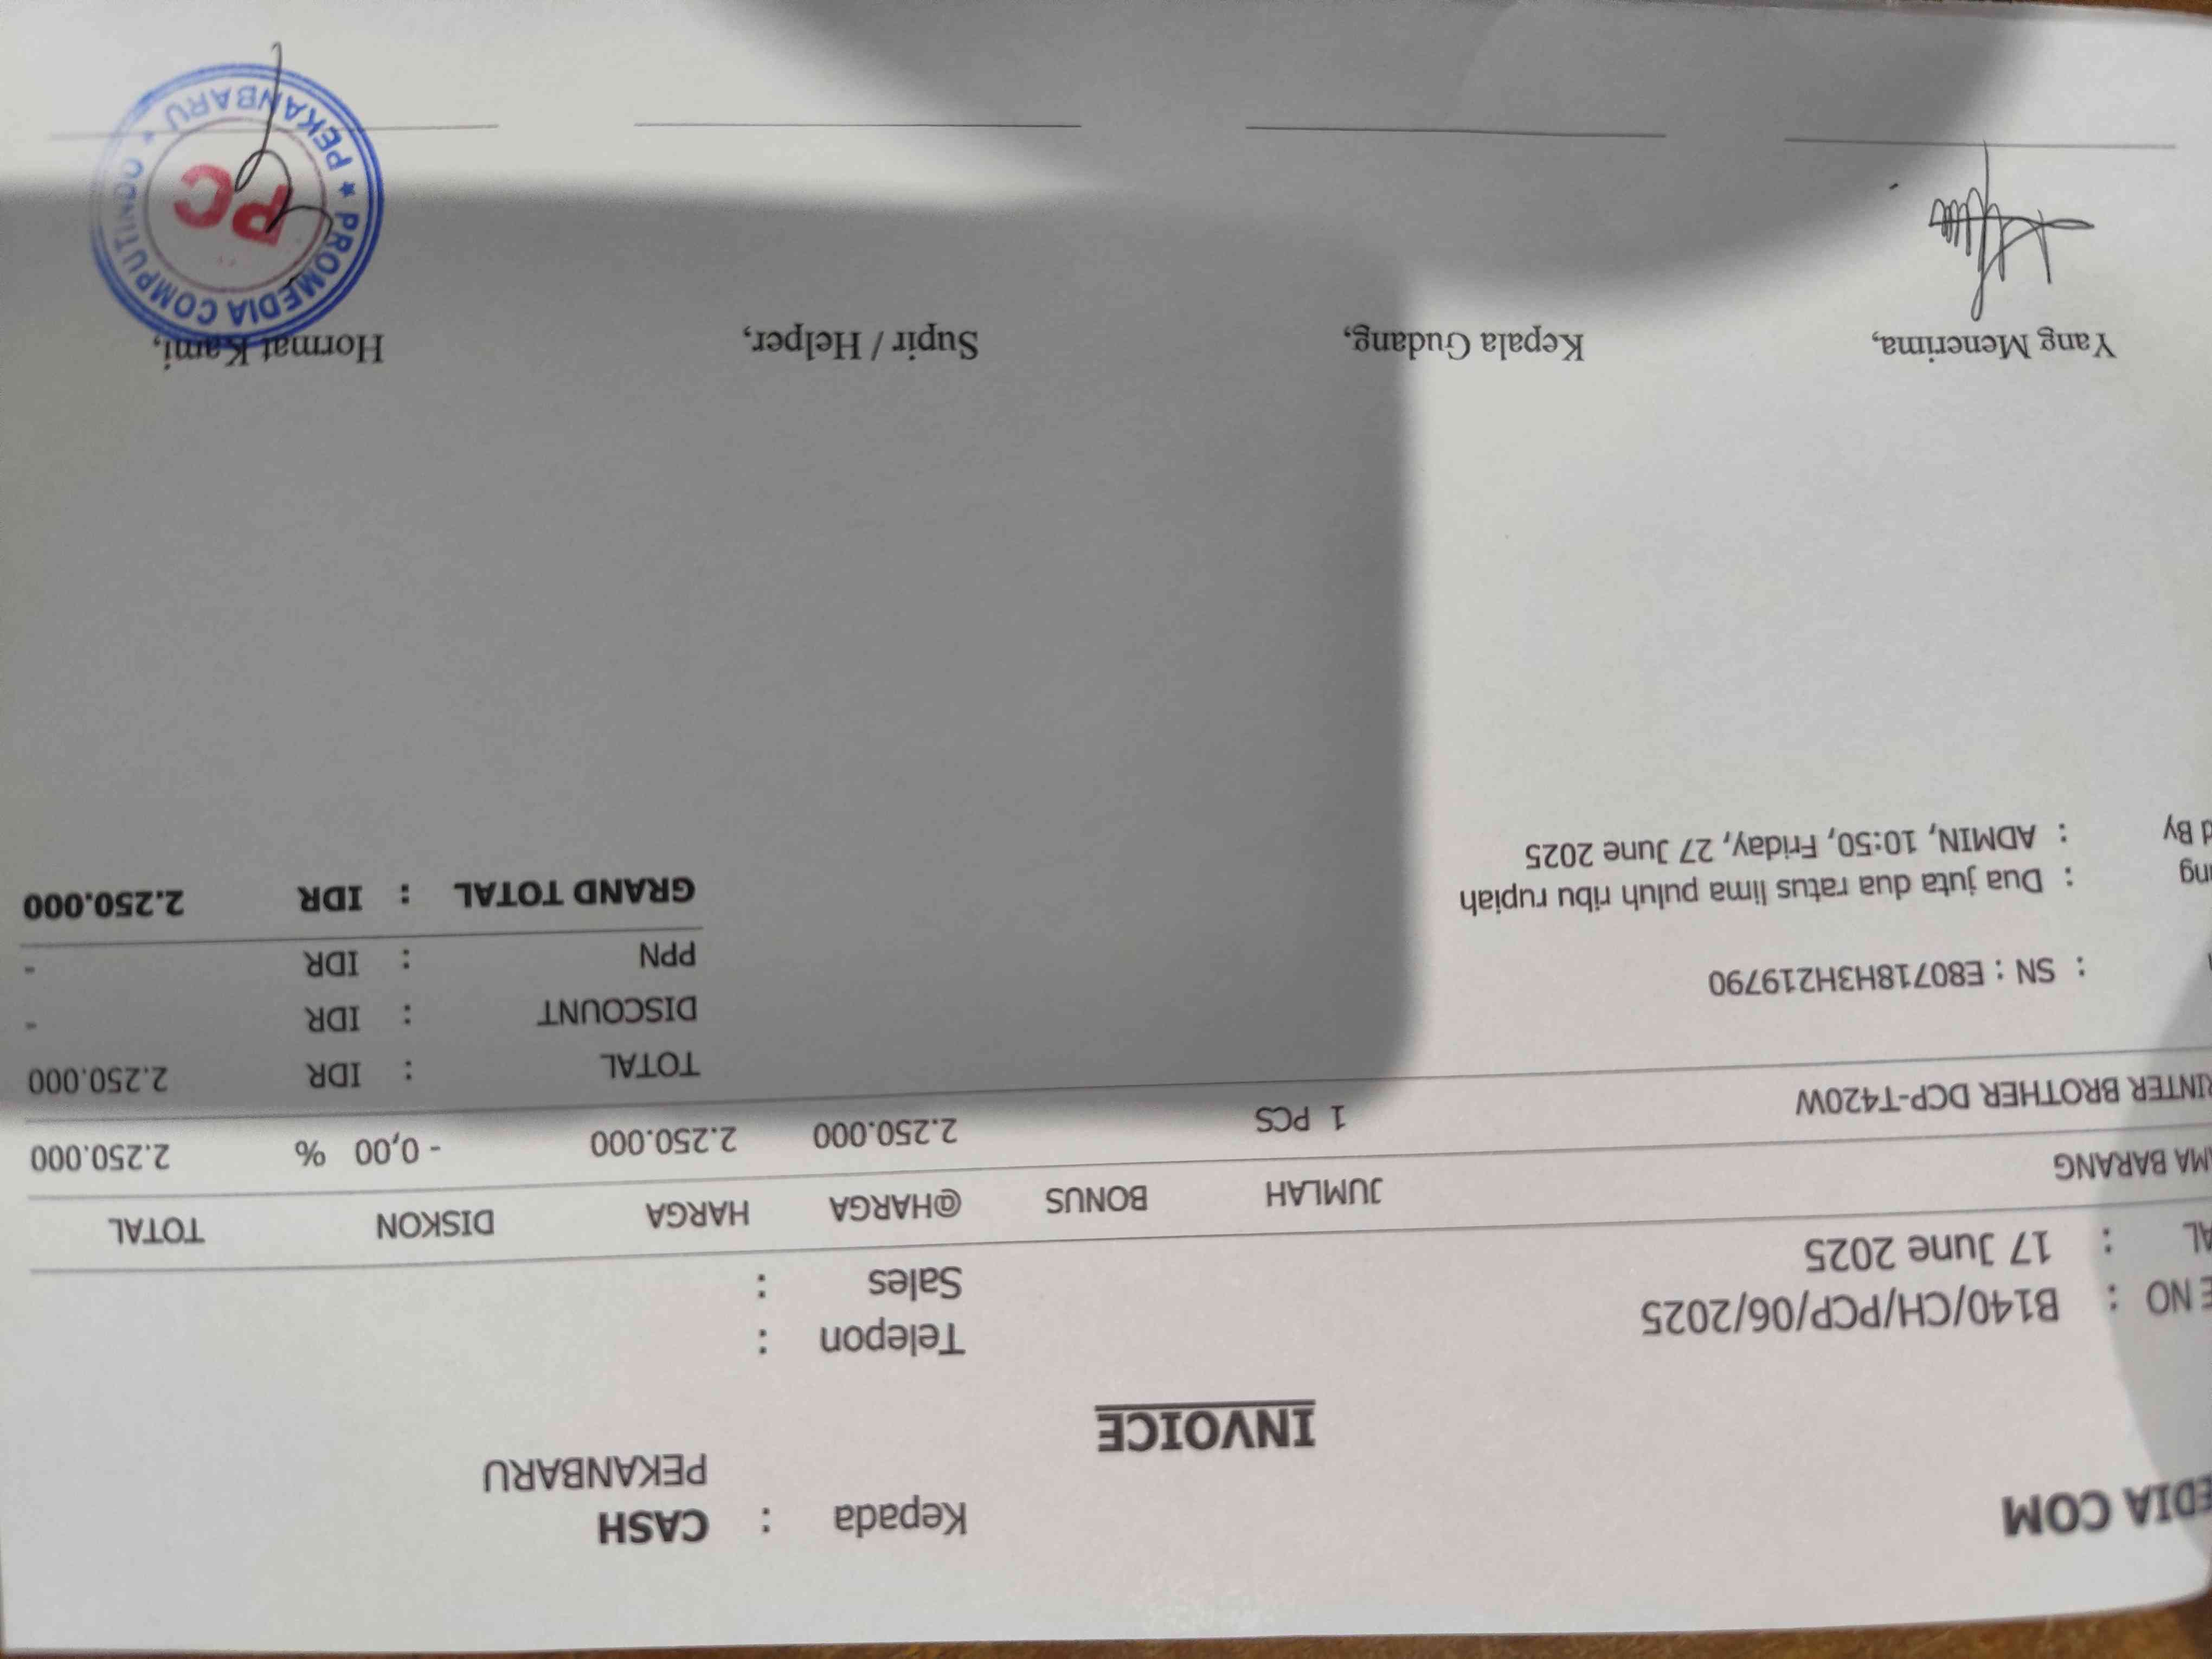 EDIA COM
Kepada : CASH
PEKANBARU
INVOICE
E NO : B140/CH/PCP/06/2025
Telepon :
AL : 17 June 2025
Sales :
MA BARANG JUMLAH BONUS @HARGA HARGA DISKON TOTAL
RINTER BROTHER DCP-T420W 1 PCS 2.250.000 2.250.000 - 0,00 % 2.250.000
: SN : E80718H3H219790
TOTAL : IDR 2.250.000
DISCOUNT : IDR -
PPN : IDR -
GRAND TOTAL : IDR 2.250.000
ng : Dua juta dua ratus lima puluh ribu rupiah
d By : ADMIN, 10:50, Friday, 27 June 2025
Yang Menerima, Kepala Gudang, Supir / Helper, Hormat Kami,
PROMEDIA COMPUTINDO
PC
PEKANBARU